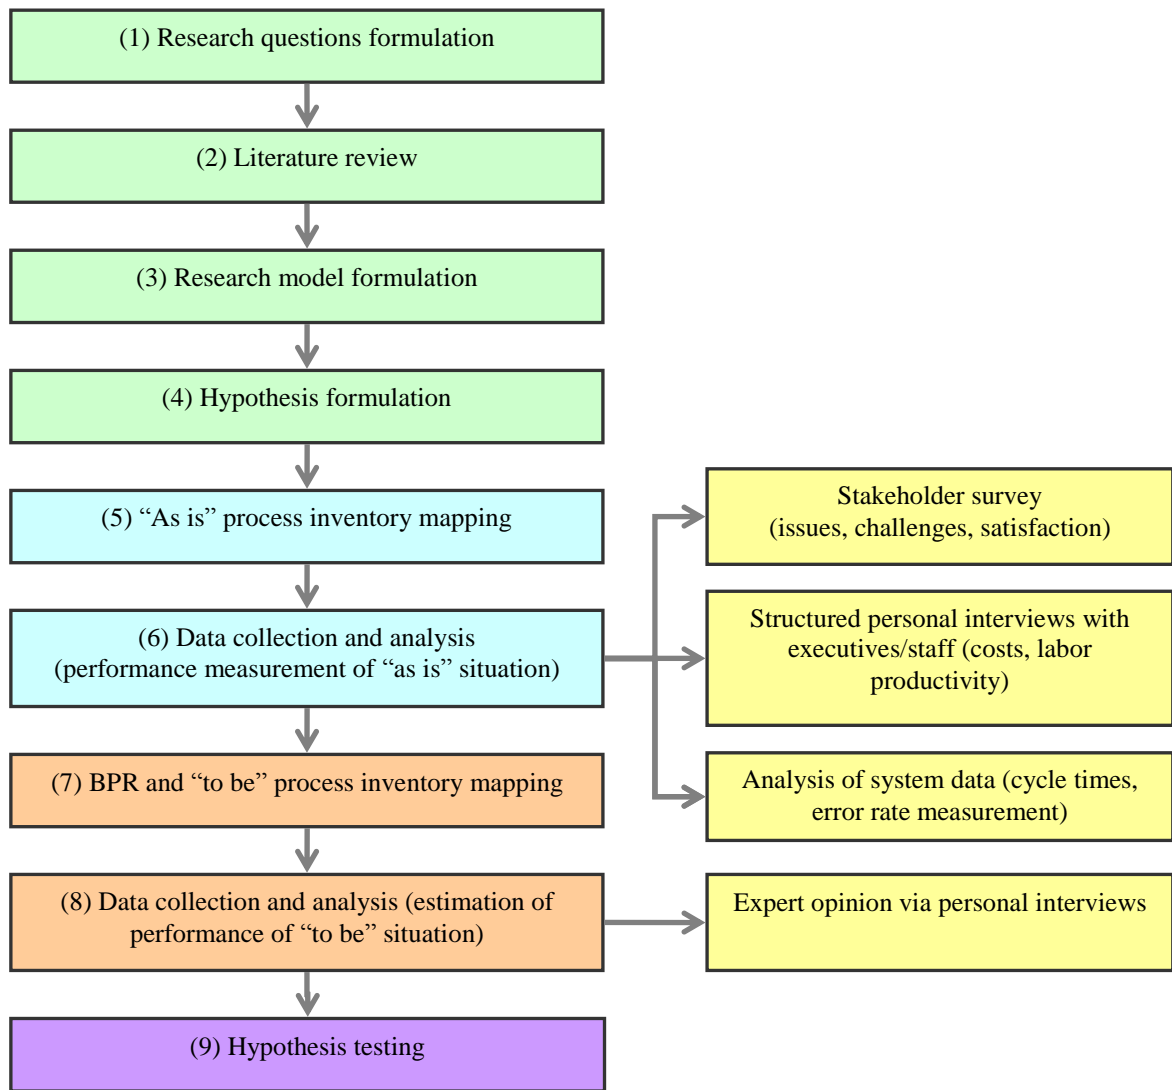 (1) Research questions formulation
(2) Literature review
(3) Research model formulation
(4) Hypothesis formulation
(5) “As is” process inventory mapping
(6) Data collection and analysis
(performance measurement of “as is” situation)
Stakeholder survey
(issues, challenges, satisfaction)
Structured personal interviews with
executives/staff (costs, labor
productivity)
Analysis of system data (cycle times,
error rate measurement)
(7) BPR and “to be” process inventory mapping
(8) Data collection and analysis (estimation of
performance of “to be” situation)
Expert opinion via personal interviews
(9) Hypothesis testing